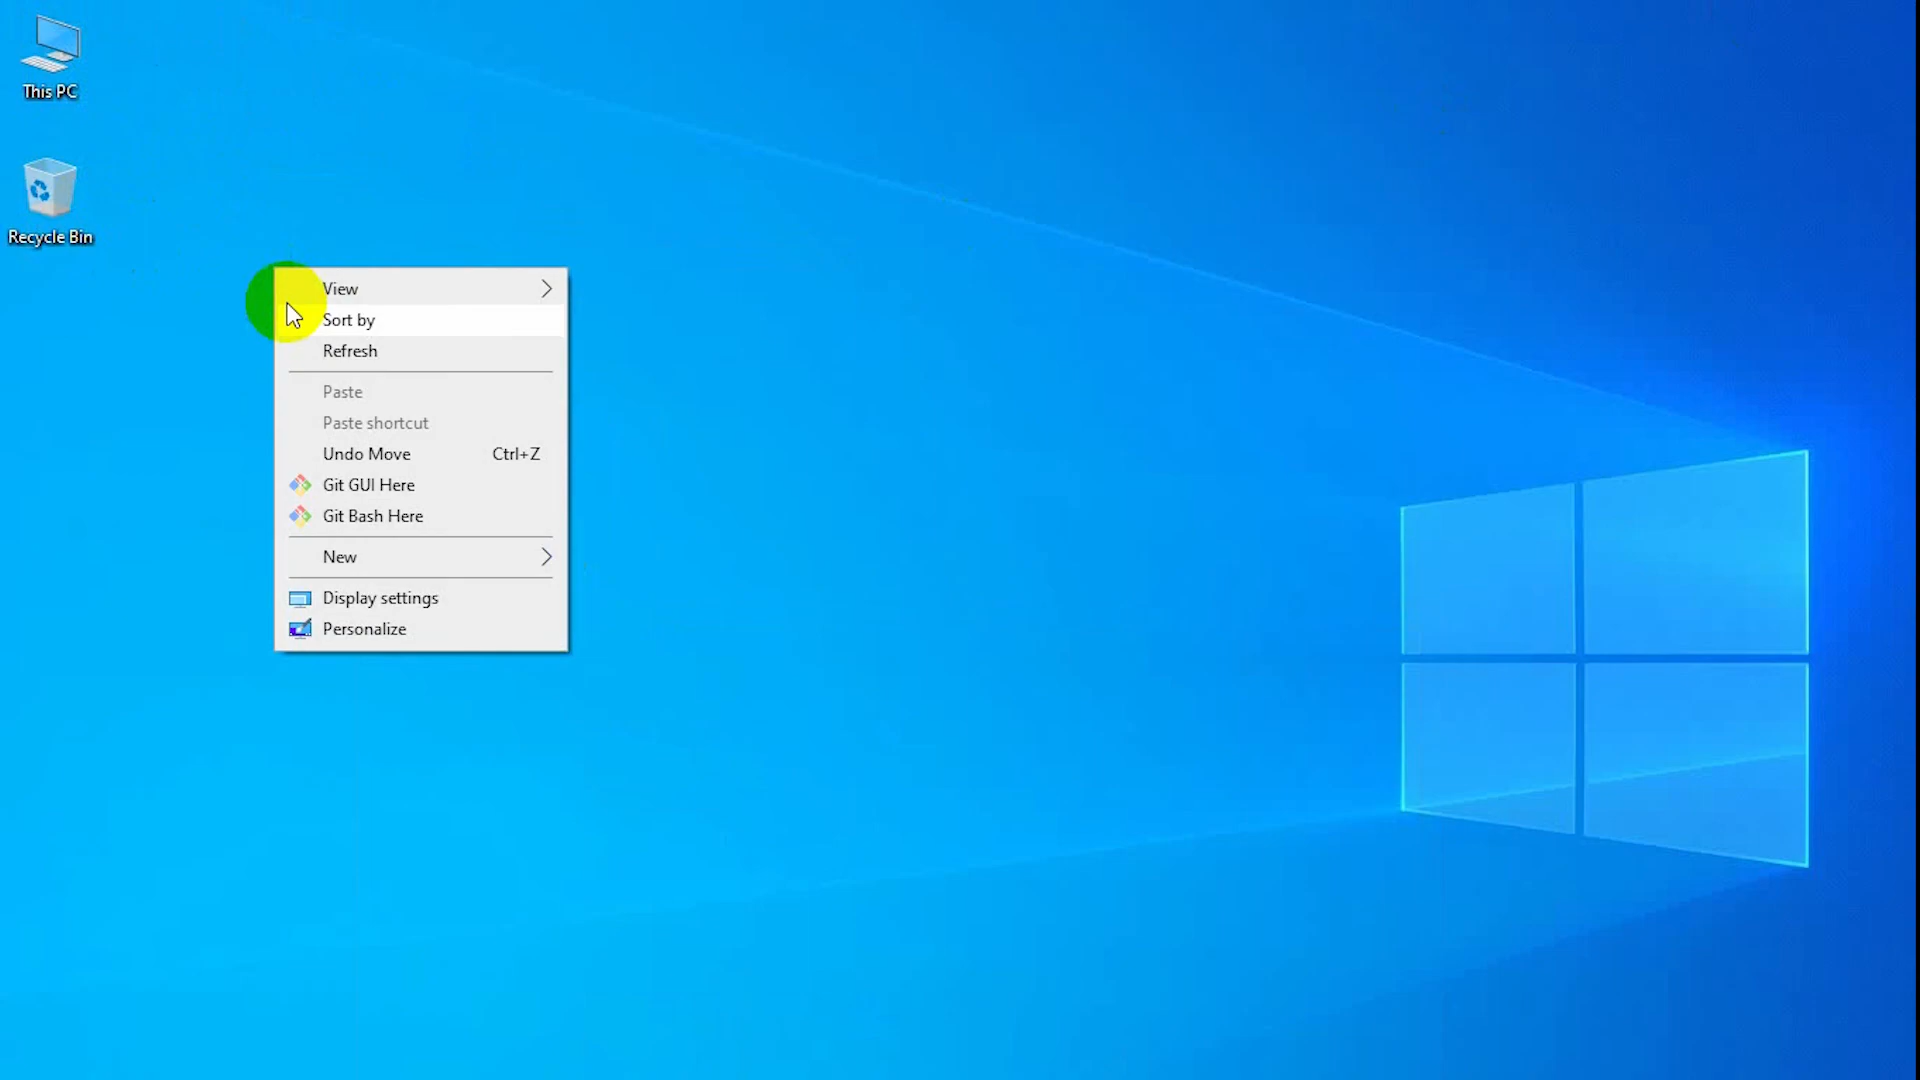 This PC
Recycle Bin
View
Sort by
Refresh
Paste
Paste shortcut
Undo Move Ctrl+Z
Git GUI Here
Git Bash Here
New
Display settings
Personalize